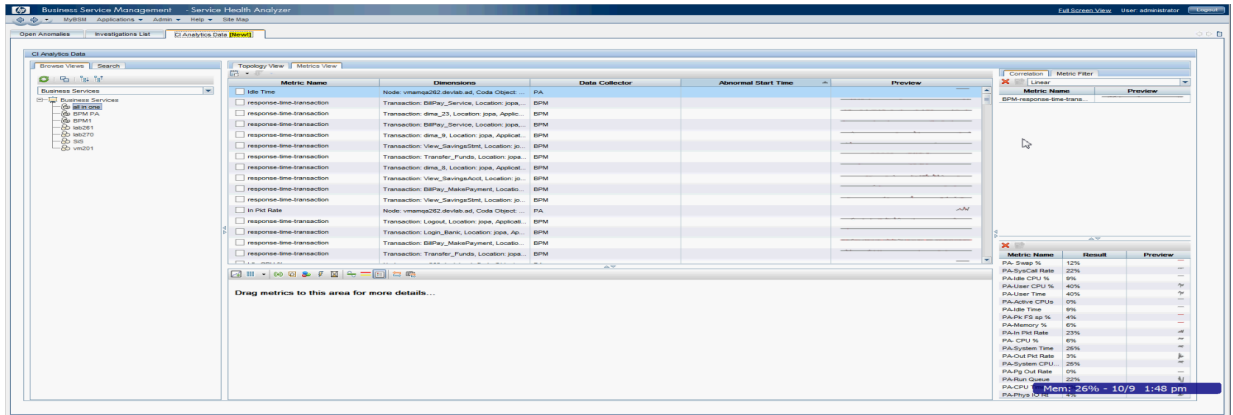 Business Service Management - Service Health Analyzer
Full Screen View User: administrator Logout
MyBSM Applications Admin Help Site Map
Open Anomalies Investigations List CI Analytics Data [New!]
CI Analytics Data
Browse Views Search
Business Services
Business Services
all in one
BPM PA
BPM1
lab261
lab270
SiS
vm201
Topology View Metrics View
Metric Name Dimensions Data Collector Abnormal Start Time Preview
Idle Time Node: vmamqa262.devlab.ad, Coda Object: ... PA
response-time-transaction Transaction: BillPay_Service, Location: jopa,... BPM
response-time-transaction Transaction: dima_23, Location: jopa, Applic... BPM
response-time-transaction Transaction: BillPay_Service, Location: jopa,... BPM
response-time-transaction Transaction: dima_9, Location: jopa, Applicat... BPM
response-time-transaction Transaction: View_SavingsStmt, Location: jo... BPM
response-time-transaction Transaction: Transfer_Funds, Location: jopa... BPM
response-time-transaction Transaction: dima_8, Location: jopa, Applicat... BPM
response-time-transaction Transaction: View_SavingsAcct, Location: jo... BPM
response-time-transaction Transaction: BillPay_MakePayment, Locatio... BPM
response-time-transaction Transaction: View_SavingsStmt, Location: jo... BPM
In Pkt Rate Node: vmamqa262.devlab.ad, Coda Object: ... PA
response-time-transaction Transaction: Logout, Location: jopa, Applicati... BPM
response-time-transaction Transaction: Login_Bank, Location: jopa, Ap... BPM
response-time-transaction Transaction: BillPay_MakePayment, Locatio... BPM
response-time-transaction Transaction: Transfer_Funds, Location: jopa... BPM
Drag metrics to this area for more details...
Correlation Metric Filter
Linear
Metric Name Preview
BPM-response-time-trans...
Metric Name Result Preview
PA- Swap % 12%
PA-SysCall Rate 22%
PA-Idle CPU % 9%
PA-User CPU % 40%
PA-User Time 40%
PA-Active CPUs 0%
PA-Idle Time 9%
PA-Pk FS sp % 4%
PA-Memory % 6%
PA-In Pkt Rate 23%
PA- CPU % 6%
PA-System Time 25%
PA-Out Pkt Rate 3%
PA-System CPU... 25%
PA-Pg Out Rate 0%
PA-Run Queue 22%
PA-CPU
PA-Phys IO Rt 4%
Mem: 26% - 10/9 1:48 pm